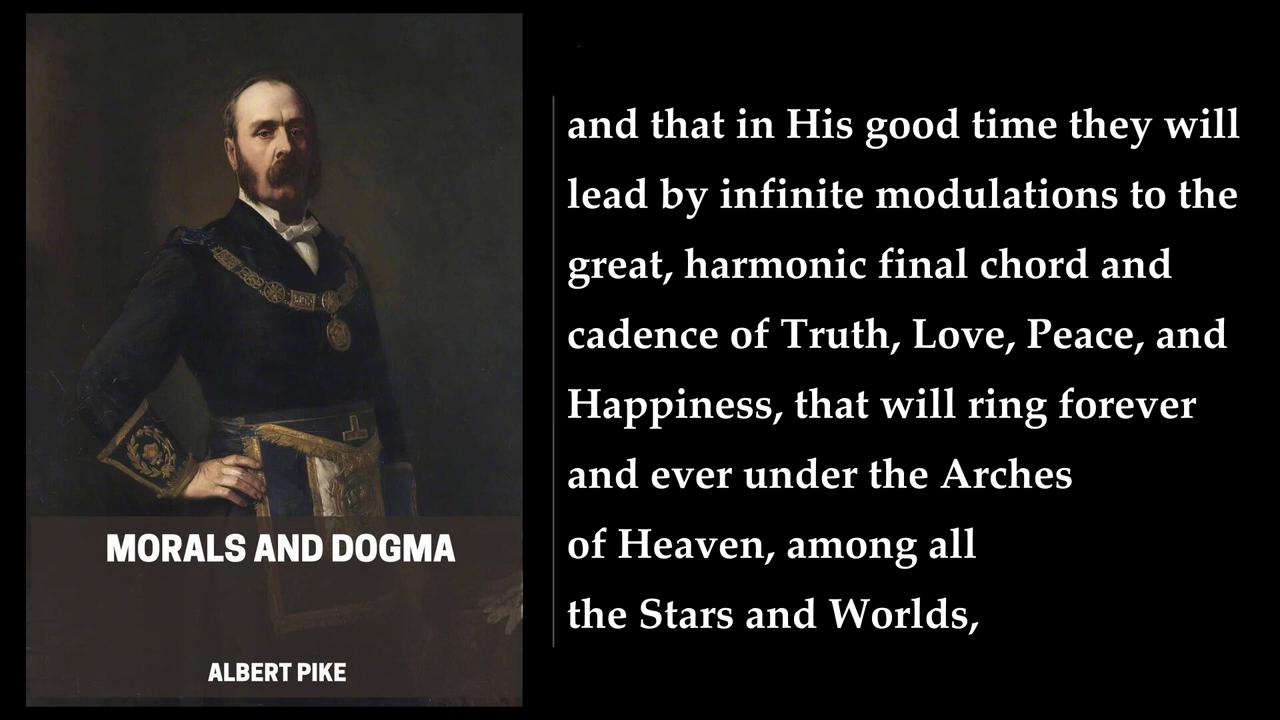 MORALS AND DOGMA
ALBERT PIKE
and that in His good time they will
lead by infinite modulations to the
great, harmonic final chord and
cadence of Truth, Love, Peace, and
Happiness, that will ring forever
and ever under the Arches
of Heaven, among all
the Stars and Worlds,